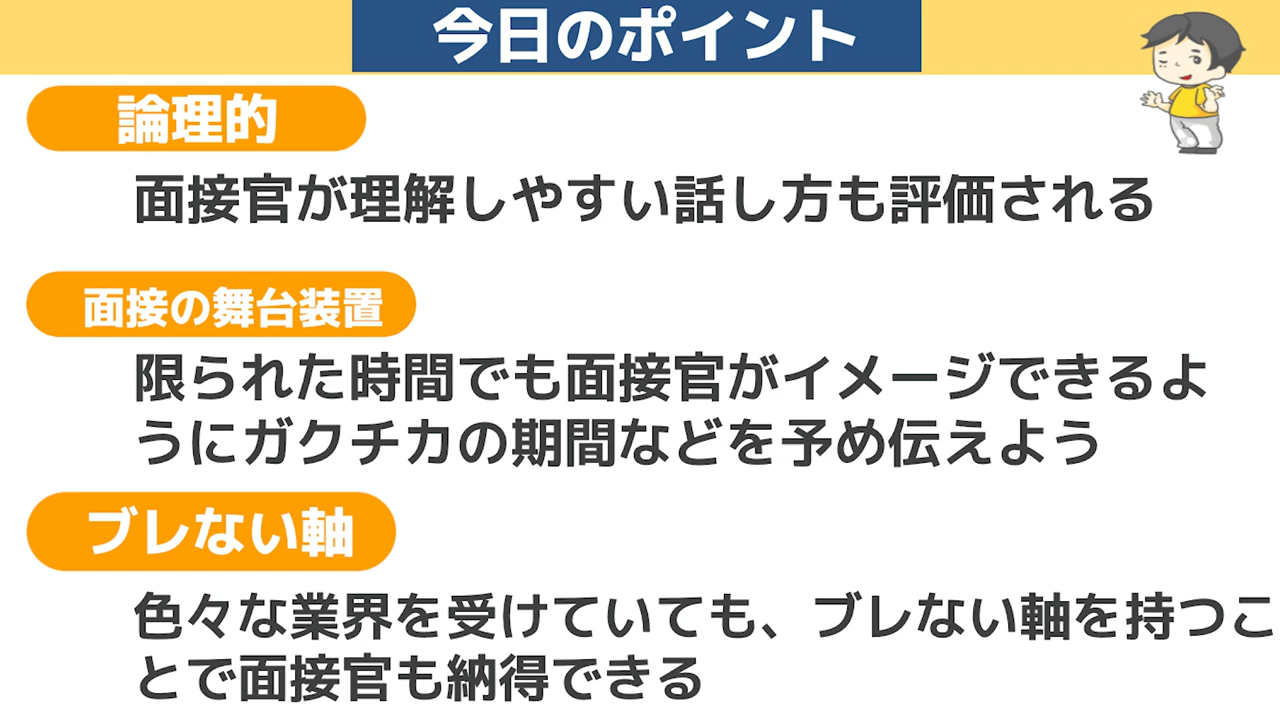 今日のポイント
論理的
面接官が理解しやすい話し方も評価される
面接の舞台装置
限られた時間でも面接官がイメージできるよ
うにガクチカの期間などを予め伝えよう
ブレない軸
色々な業界を受けていても、ブレない軸を持つこ
とで面接官も納得できる